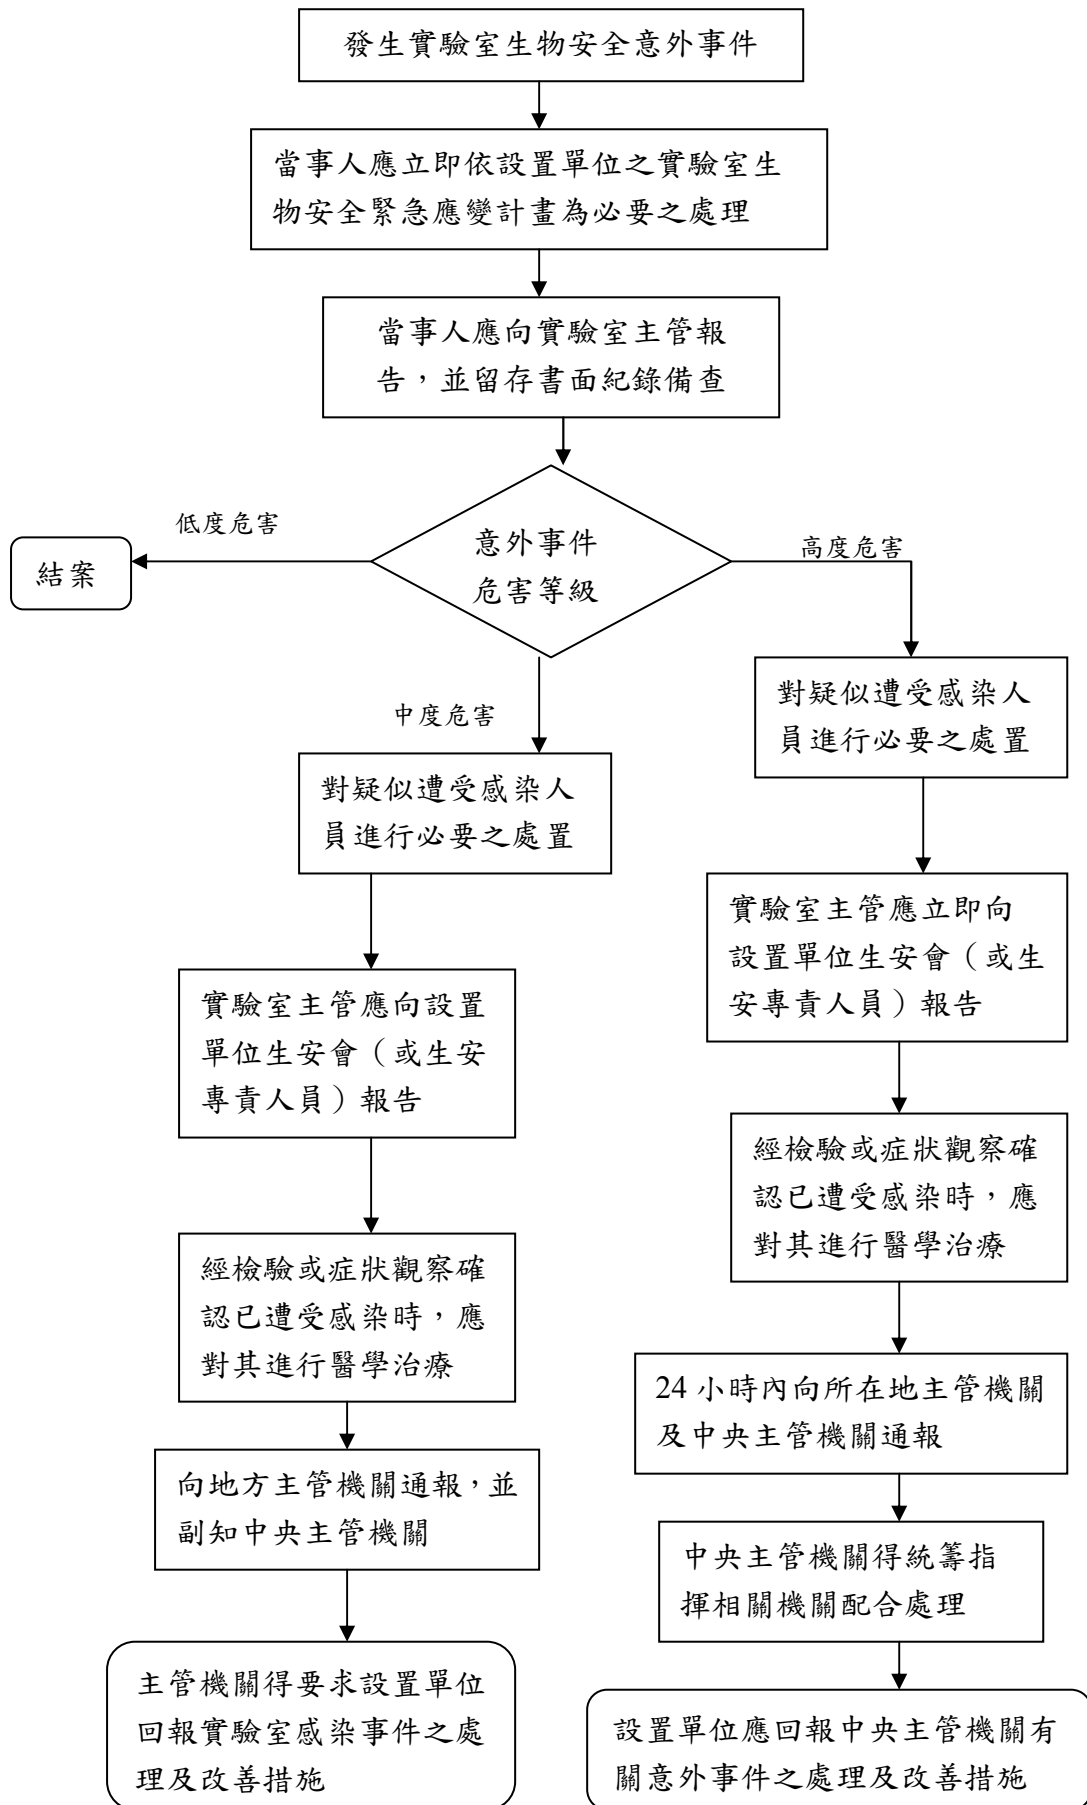 發生實驗室生物安全意外事件
當事人應立即依設置單位之實驗室生
物安全緊急應變計畫為必要之處理
當事人應向實驗室主管報
告，並留存書面紀錄備查
意外事件
危害等級
低度危害
結案
中度危害
對疑似遭受感染人
員進行必要之處置
實驗室主管應向設置
單位生安會（或生安
專責人員）報告
經檢驗或症狀觀察確
認已遭受感染時，應
對其進行醫學治療
向地方主管機關通報，並
副知中央主管機關
主管機關得要求設置單位
回報實驗室感染事件之處
理及改善措施
高度危害
對疑似遭受感染人
員進行必要之處置
實驗室主管應立即向
設置單位生安會（或生
安專責人員）報告
經檢驗或症狀觀察確
認已遭受感染時，應
對其進行醫學治療
24 小時內向所在地主管機關
及中央主管機關通報
中央主管機關得統籌指
揮相關機關配合處理
設置單位應回報中央主管機關有
關意外事件之處理及改善措施